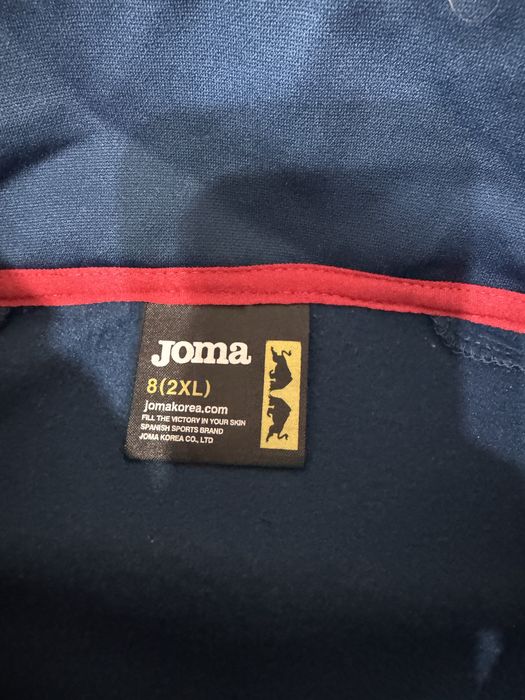 JOMA
8(2XL)
jomakorea.com
FILL THE VICTORY IN YOUR SKIN
SPANISH SPORTS BRAND
JOMA KOREA CO., LTD